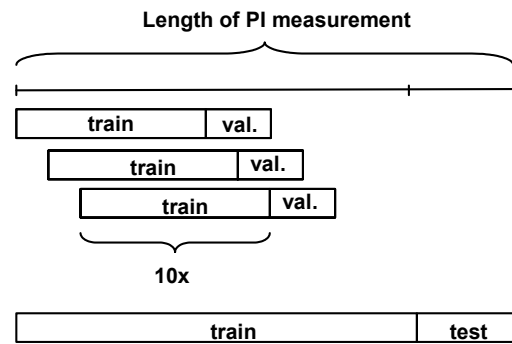 Length of PI measurement
train val.
train val.
train val.
10x
train test